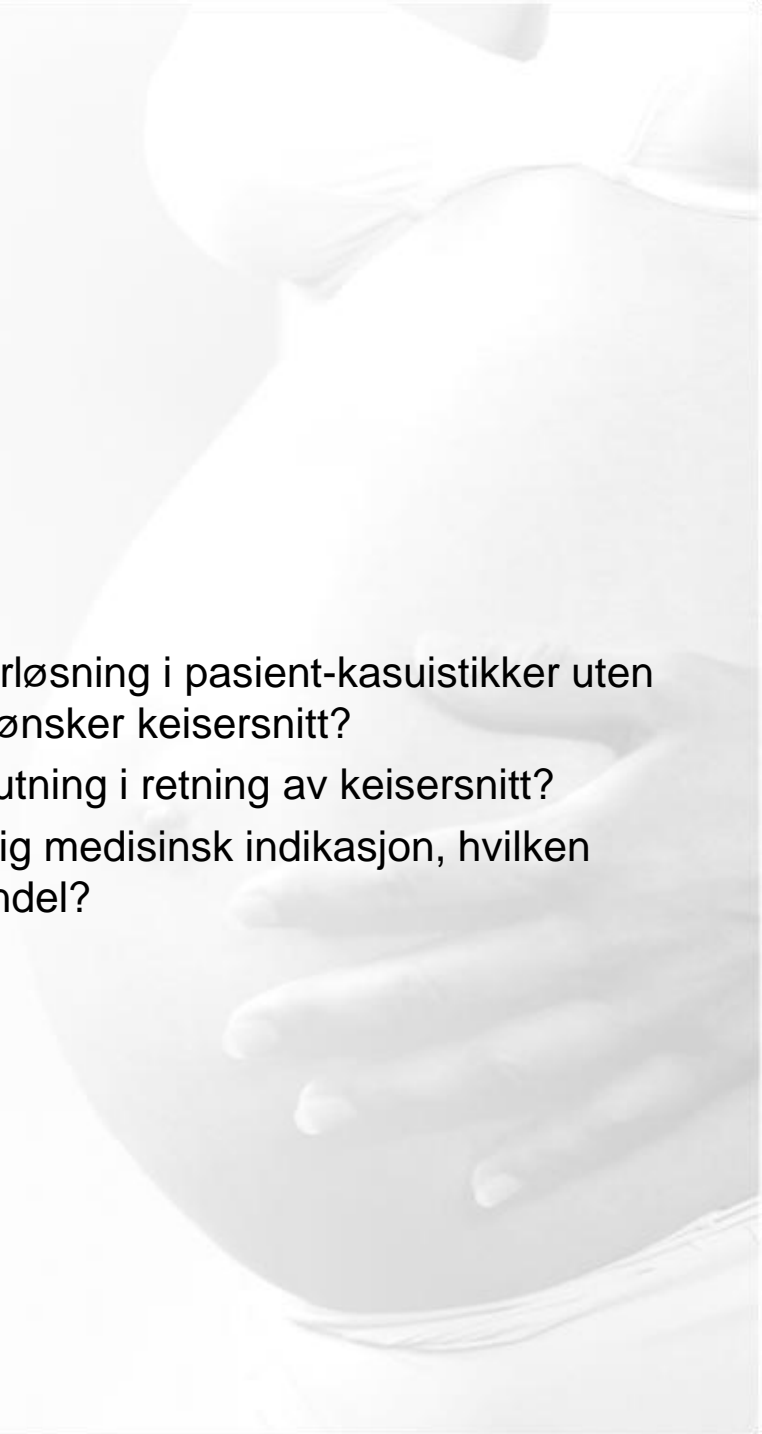 rløsning i pasient-kasuistikker uten
ønsker keisersnitt?
utning i retning av keisersnitt?
ig medisinsk indikasjon, hvilken
ndel?